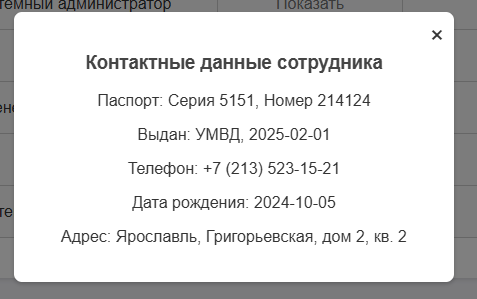 темный администратор Показать
×
Контактные данные сотрудника
Паспорт: Серия 5151, Номер 214124
Выдан: УМВД, 2025-02-01
Телефон: +7 (213) 523-15-21
Дата рождения: 2024-10-05
Адрес: Ярославль, Григорьевская, дом 2, кв. 2